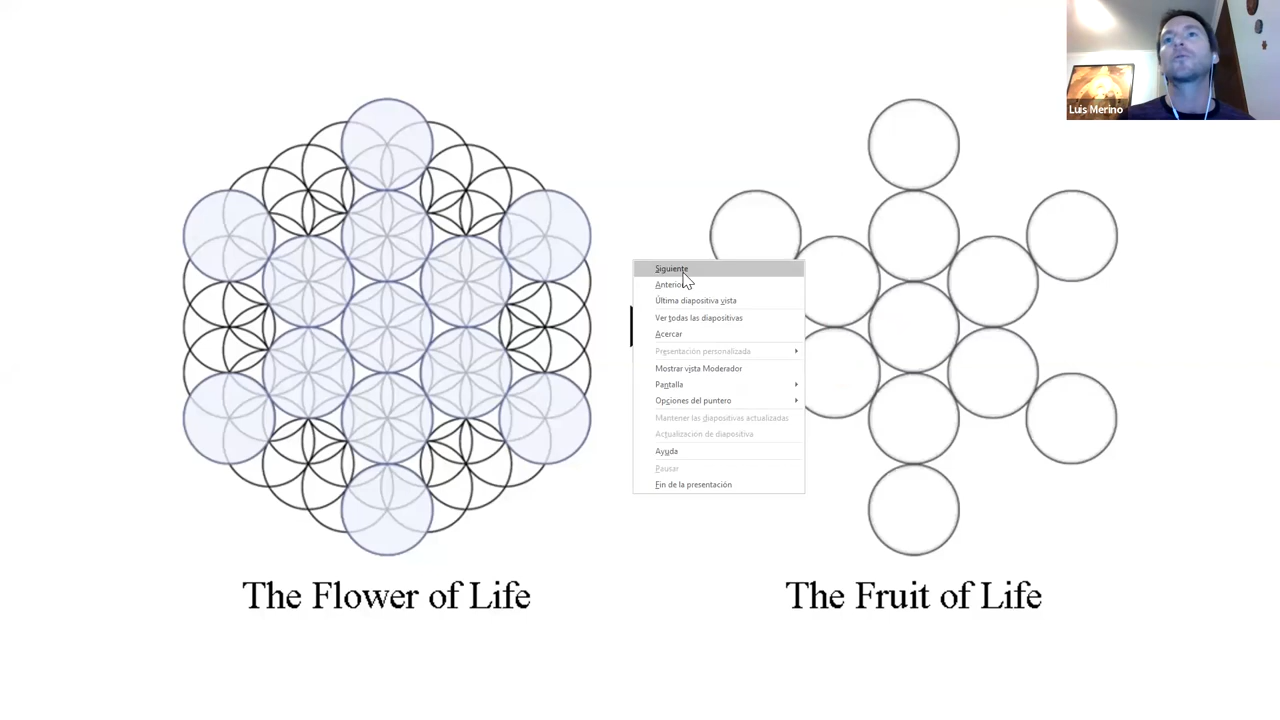 Luis Merino
Siguiente
Anterior
Última diapositiva vista
Ver todas las diapositivas
Acercar
Presentación personalizada
Mostrar vista Moderador
Pantalla
Opciones del puntero
Mantener las diapositivas actualizadas
Actualización de diapositiva
Ayuda
Pausar
Fin de la presentación
The Flower of Life
The Fruit of Life